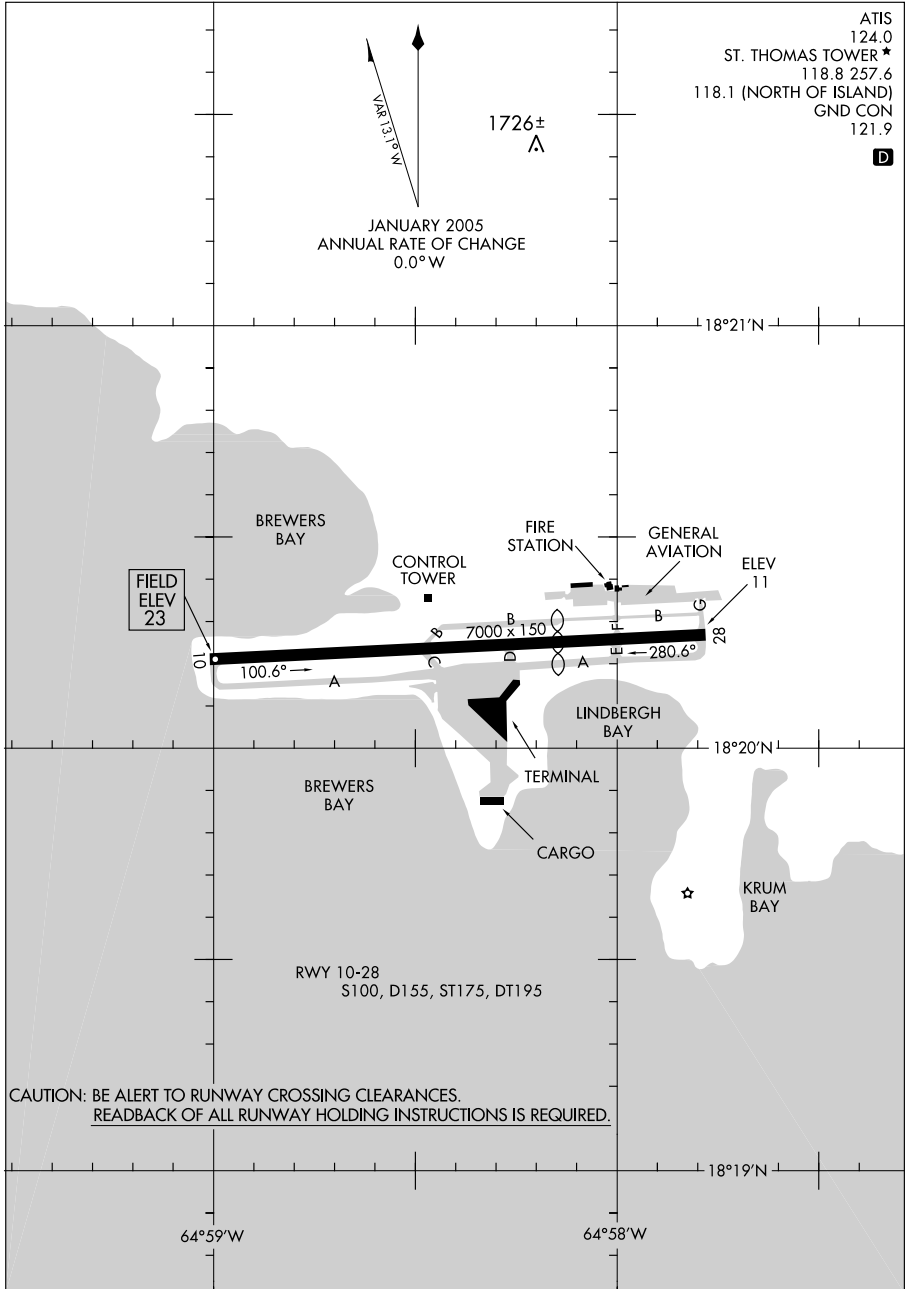 ATIS
124.0
ST. THOMAS TOWER ★
118.8 257.6
118.1 (NORTH OF ISLAND)
GND CON
121.9
D
VAR 13.1° W
1726±
JANUARY 2005
ANNUAL RATE OF CHANGE
0.0° W
18°21'N
BREWERS
BAY
FIRE
STATION
GENERAL
AVIATION
CONTROL
TOWER
ELEV
11
FIELD
ELEV
23
B
B
B
G
7000 x 150
F
10
28
C
D
E
100.6°
280.6°
A
A
LINDBERGH
BAY
18°20'N
TERMINAL
BREWERS
BAY
CARGO
KRUM
BAY
RWY 10-28
S100, D155, ST175, DT195
CAUTION: BE ALERT TO RUNWAY CROSSING CLEARANCES.
READBACK OF ALL RUNWAY HOLDING INSTRUCTIONS IS REQUIRED.
18°19'N
64°59'W
64°58'W